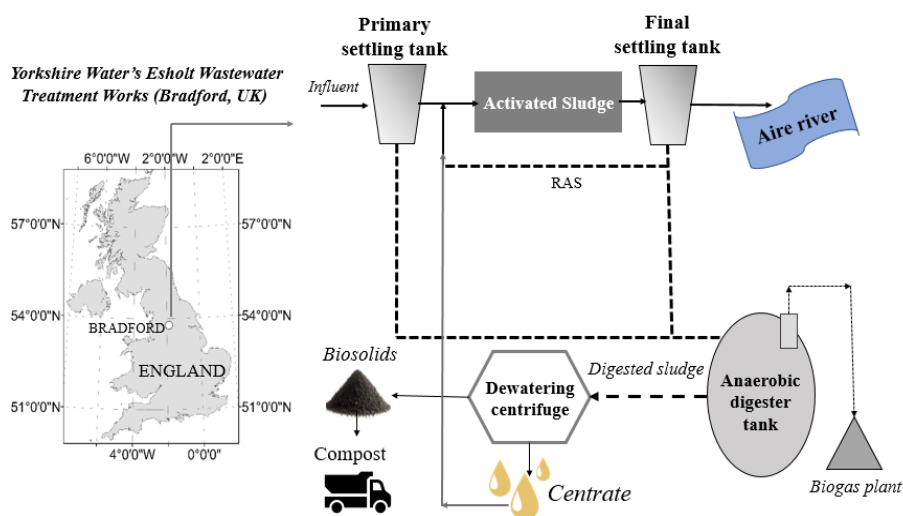 Yorkshire Water's Esholt Wastewater
Treatment Works (Bradford, UK)
6°0'0"W 2°0'0"W 2°0'0"E
57°0'0"N 57°0'0"N
54°0'0"N 54°0'0"N
BRADFORD
ENGLAND
51°0'0"N 51°0'0"N
4°0'0"W 0°0'0"
Primary
settling tank
Final
settling tank
Influent
Activated Sludge
Aire river
RAS
Biosolids
Digested sludge
Dewatering
centrifuge
Anaerobic
digester
tank
Compost
Centrate
Biogas plant